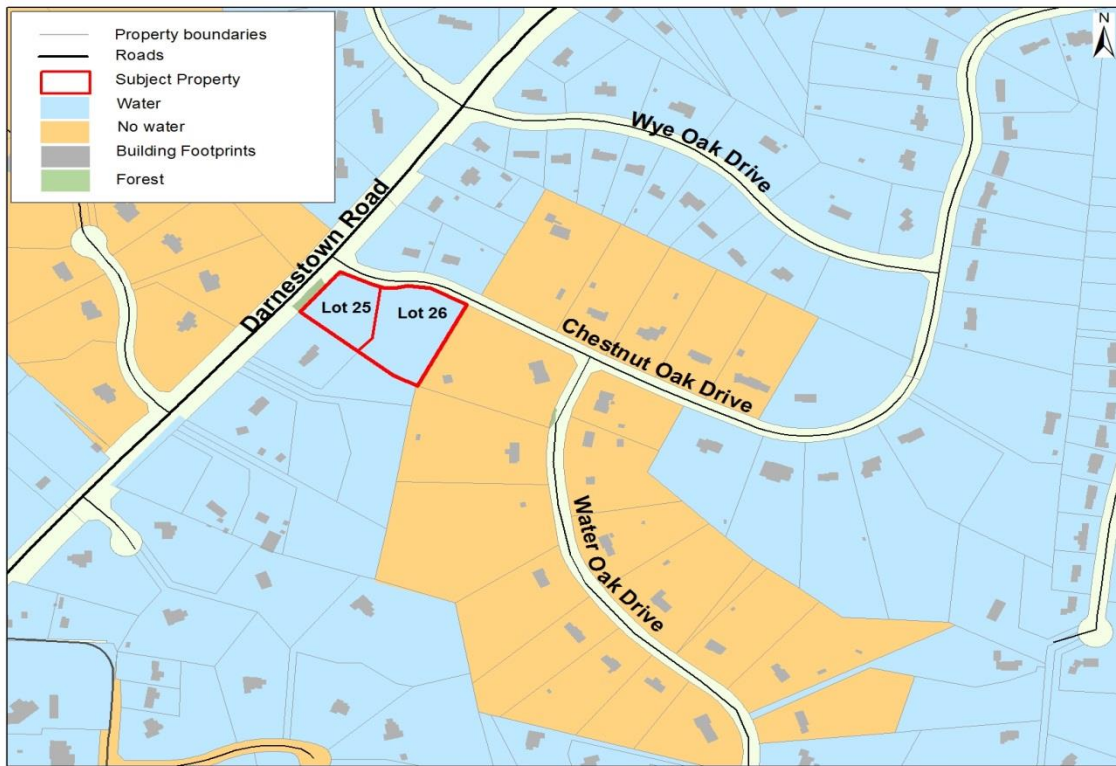 Property boundaries
Roads
Subject Property
Water
No water
Building Footprints
Forest
N
Wye Oak Drive
Darnestown Road
Lot 25
Lot 26
Chestnut Oak Drive
Water Oak Drive